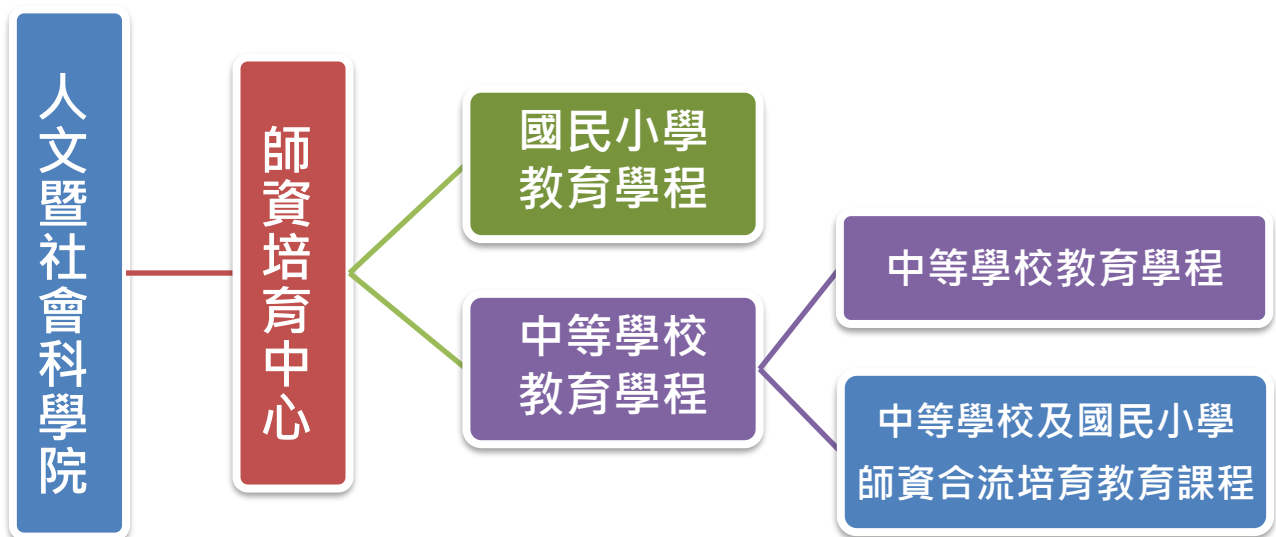 人文暨社會科學院
師資培育中心
國民小學
教育學程
中等學校
教育學程
中等學校教育學程
中等學校及國民小學
師資合流培育教育課程